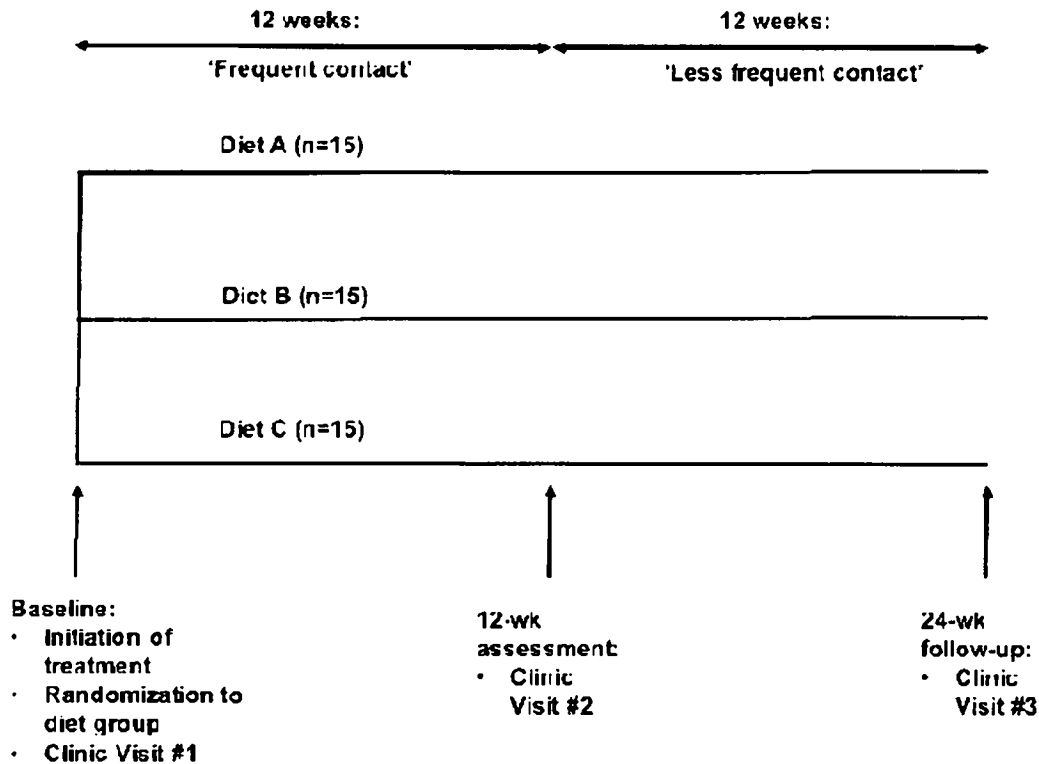 12 weeks:
12 weeks:
'Frequent contact'
'Less frequent contact'
Diet A (n=15)
Diet B (n=15)
Diet C (n=15)
Baseline:
• Initiation of
treatment
• Randomization to
diet group
• Clinic Visit #1
12-wk
assessment:
• Clinic
Visit #2
24-wk
follow-up:
• Clinic
Visit #3